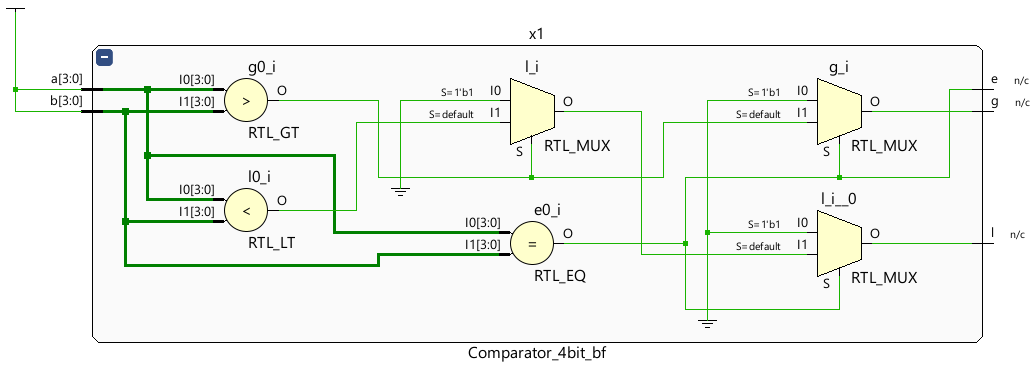 x1
a[3:0]
b[3:0]
g0_i
I0[3:0]
I1[3:0]
>
O
RTL_GT
l_i
S=1'b1
I0
S=default
I1
O
S
RTL_MUX
g_i
S=1'b1
I0
S=default
I1
O
S
RTL_MUX
e
n/c
g
n/c
l0_i
I0[3:0]
I1[3:0]
<
O
RTL_LT
e0_i
I0[3:0]
I1[3:0]
=
O
RTL_EQ
l_i__0
S=1'b1
I0
S=default
I1
O
S
RTL_MUX
l
n/c
Comparator_4bit_bf